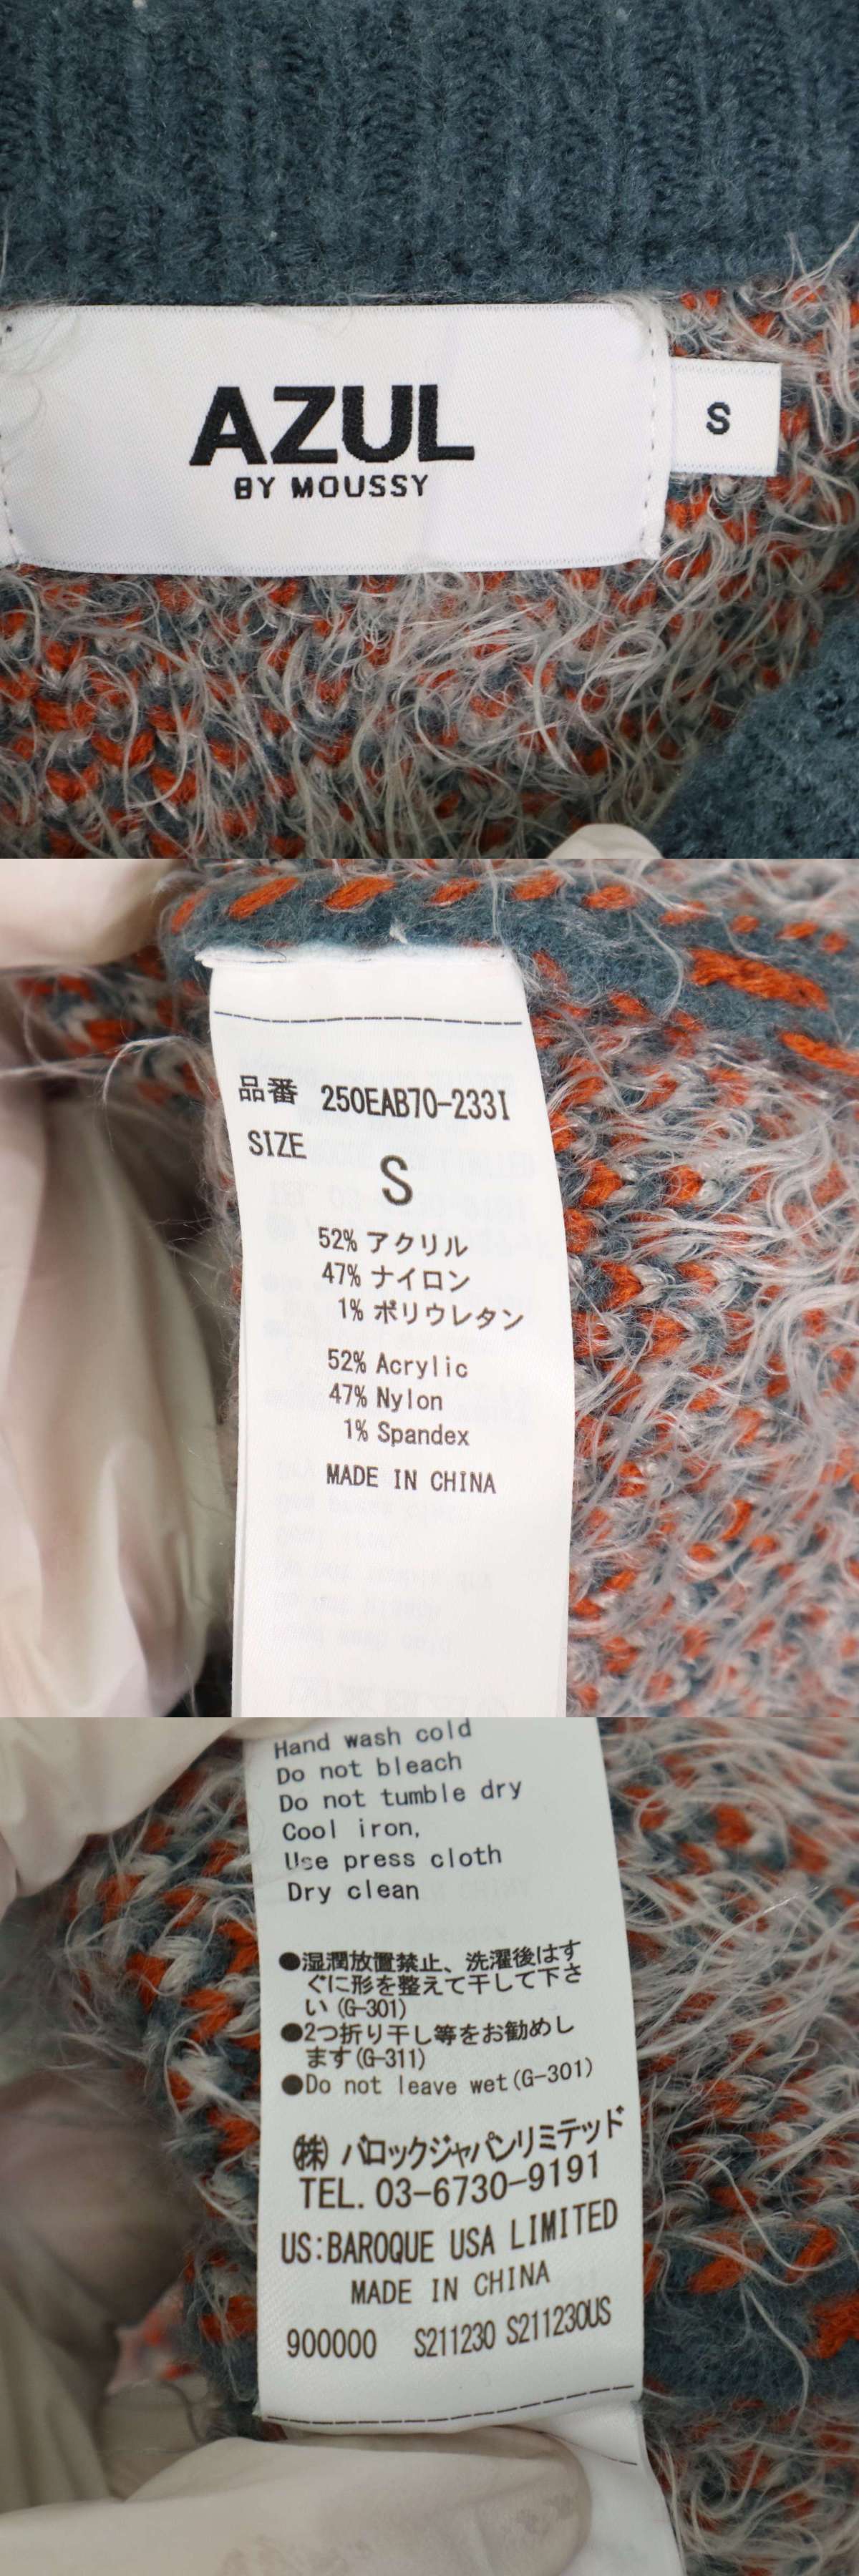 AZUL
BY MOUSSY
S
品番 250EAB70-233I
SIZE
S
52% アクリル
47% ナイロン
1% ポリウレタン
52% Acrylic
47% Nylon
1% Spandex
MADE IN CHINA
Hand wash cold
Do not bleach
Do not tumble dry
Cool iron,
Use press cloth
Dry clean
●湿潤放置禁止、洗濯後はす
ぐに形を整えて干して下さ
い(G-301)
●2つ折り干し等をお勧めし
ます(G-311)
●Do not leave wet(G-301)
㈱ バロックジャパンリミテッド
TEL. 03-6730-9191
US:BAROQUE USA LIMITED
MADE IN CHINA
900000 S211230 S211230US